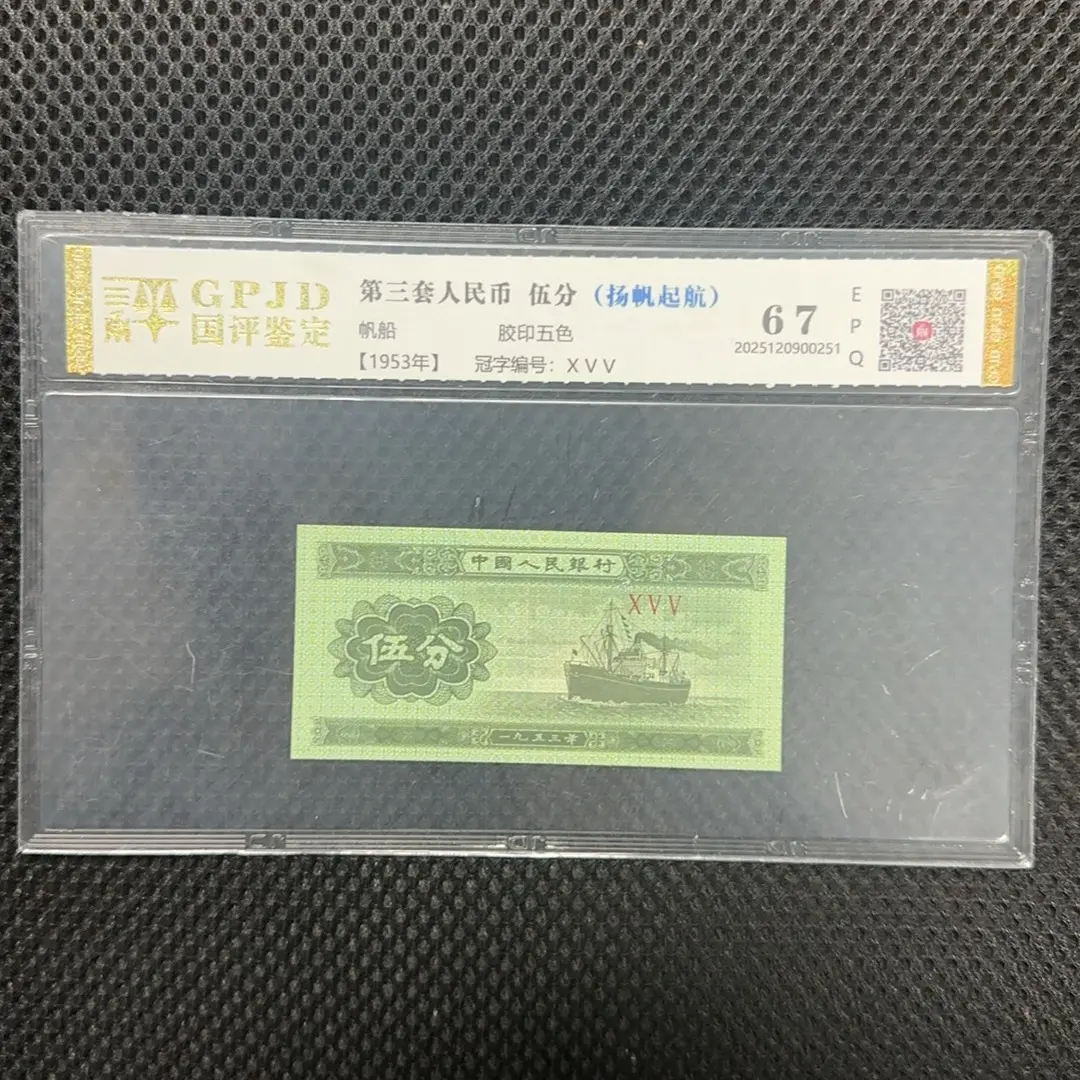 GPJD
国评鉴定
第三套人民币 伍分（扬帆起航）
帆船 胶印五色
【1953年】 冠字编号：XVV
67
2025120900251
EPQ
中國人民銀行
XVV
伍分
一九五三年